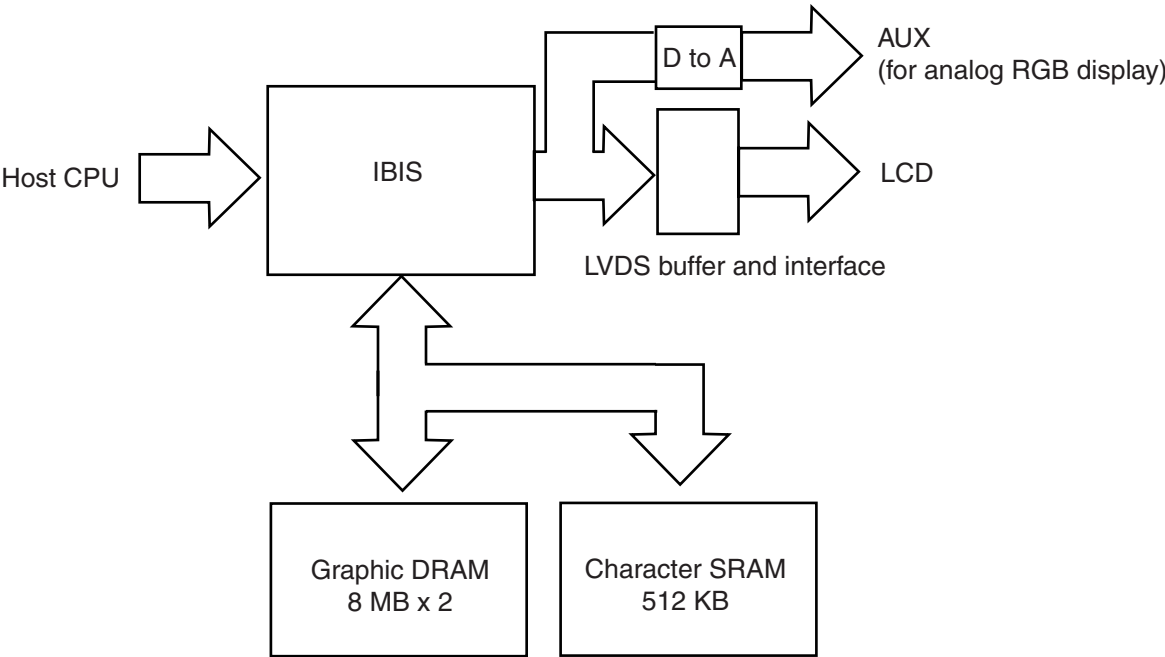 D to A
AUX
(for analog RGB display)
Host CPU
IBIS
LCD
LVDS buffer and interface
Graphic DRAM
8 MB x 2
Character SRAM
512 KB